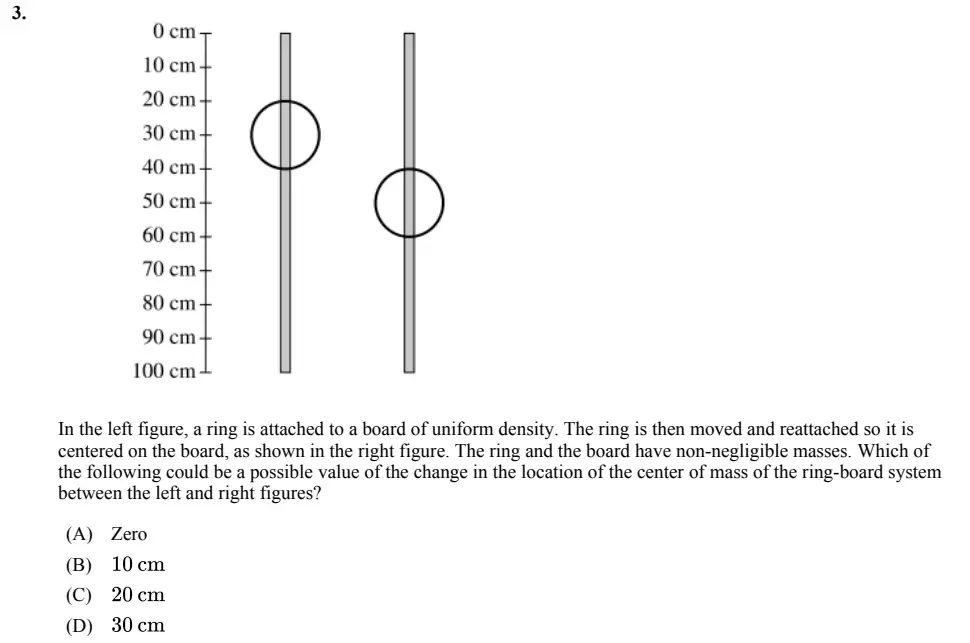 3.
0 cm
10 cm
20 cm
30 cm
40 cm
50 cm
60 cm
70 cm
80 cm
90 cm
100 cm
In the left figure, a ring is attached to a board of uniform density. The ring is then moved and reattached so it is
centered on the board, as shown in the right figure. The ring and the board have non-negligible masses. Which of
the following could be a possible value of the change in the location of the center of mass of the ring-board system
between the left and right figures?
(A) Zero
(B) 10 cm
(C) 20 cm
(D) 30 cm